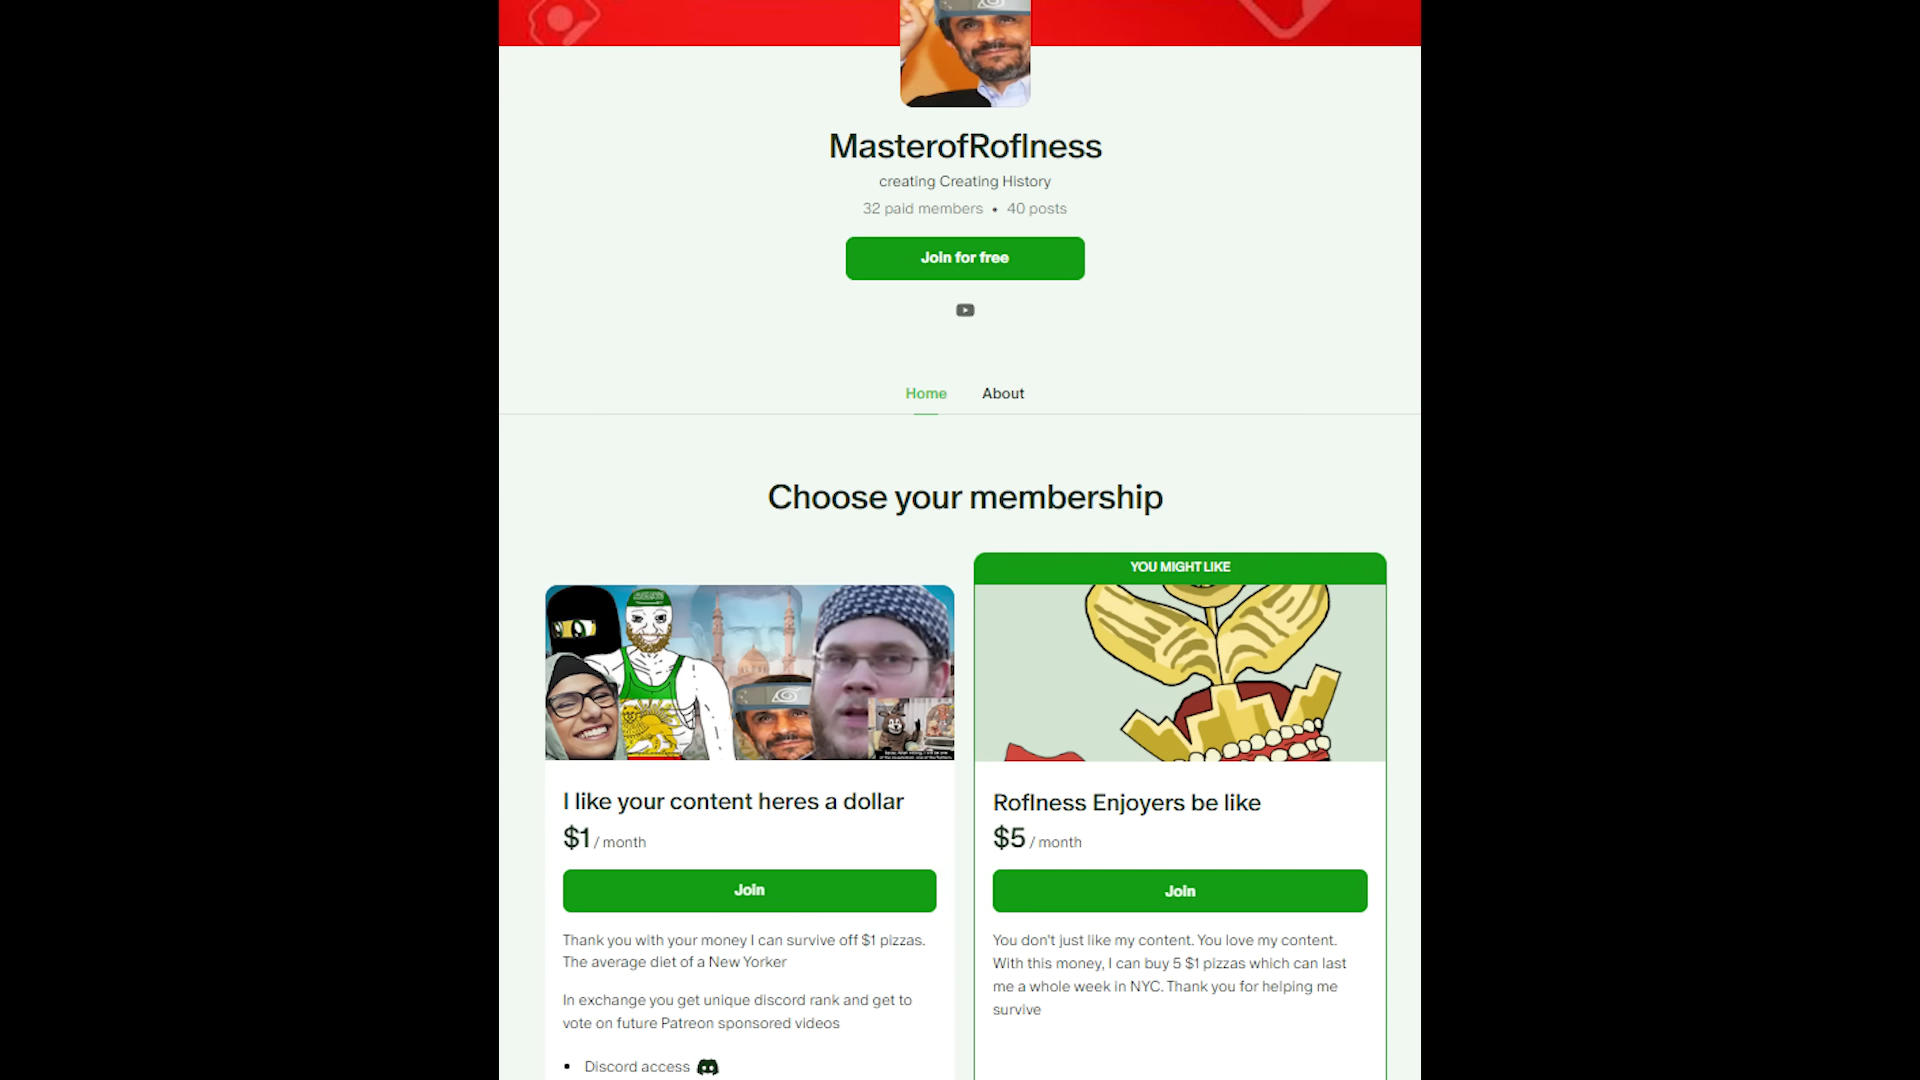 MasterofRoflness
creating Creating History
32 paid members • 40 posts
Join for free
Home About
Choose your membership
YOU MIGHT LIKE
I like your content heres a dollar
$1 / month
Join
Thank you with your money I can survive off $1 pizzas.
The average diet of a New Yorker
In exchange you get unique discord rank and get to
vote on future Patreon sponsored videos
• Discord access
Roflness Enjoyers be like
$5 / month
Join
You don't just like my content. You love my content.
With this money, I can buy 5 $1 pizzas which can last
me a whole week in NYC. Thank you for helping me
survive